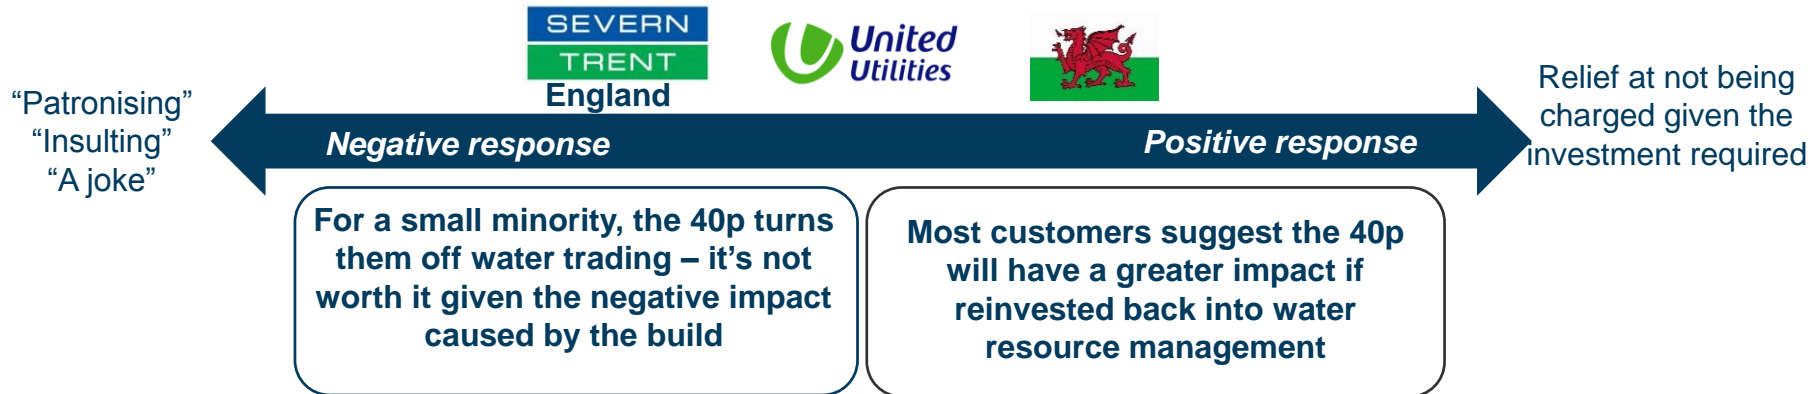 SEVERN
TRENT
England
United
Utilities
“Patronising”
“Insulting”
“A joke”
Negative response
Positive response
Relief at not being
charged given the
investment required
For a small minority, the 40p turns
them off water trading – it’s not
worth it given the negative impact
caused by the build
Most customers suggest the 40p
will have a greater impact if
reinvested back into water
resource management